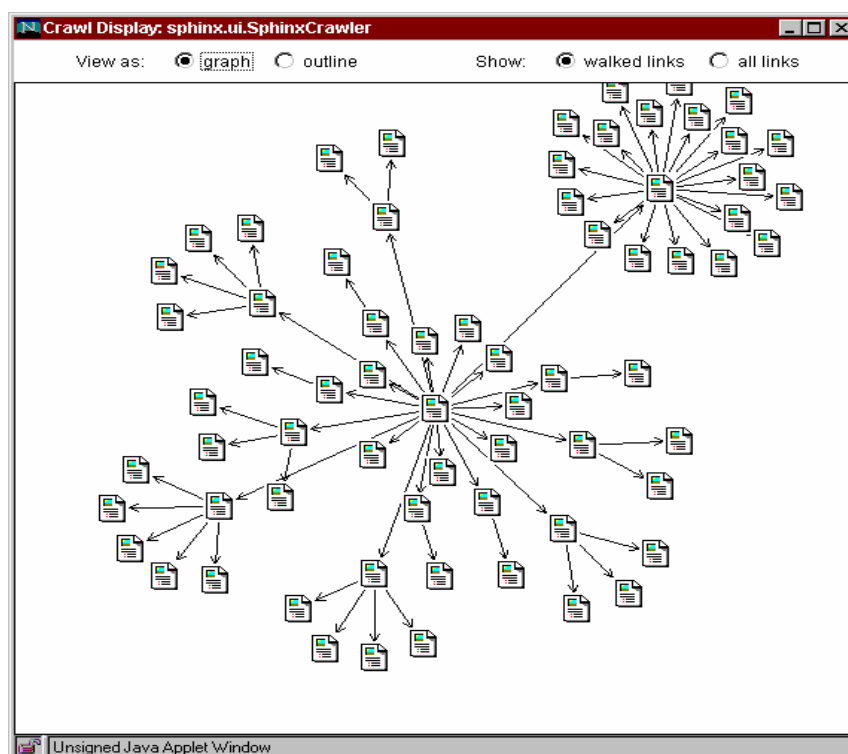 Crawl Display: sphinx.ui.SphinxCrawler
View as: graph outline Show: walked links all links
Unsigned Java Applet Window